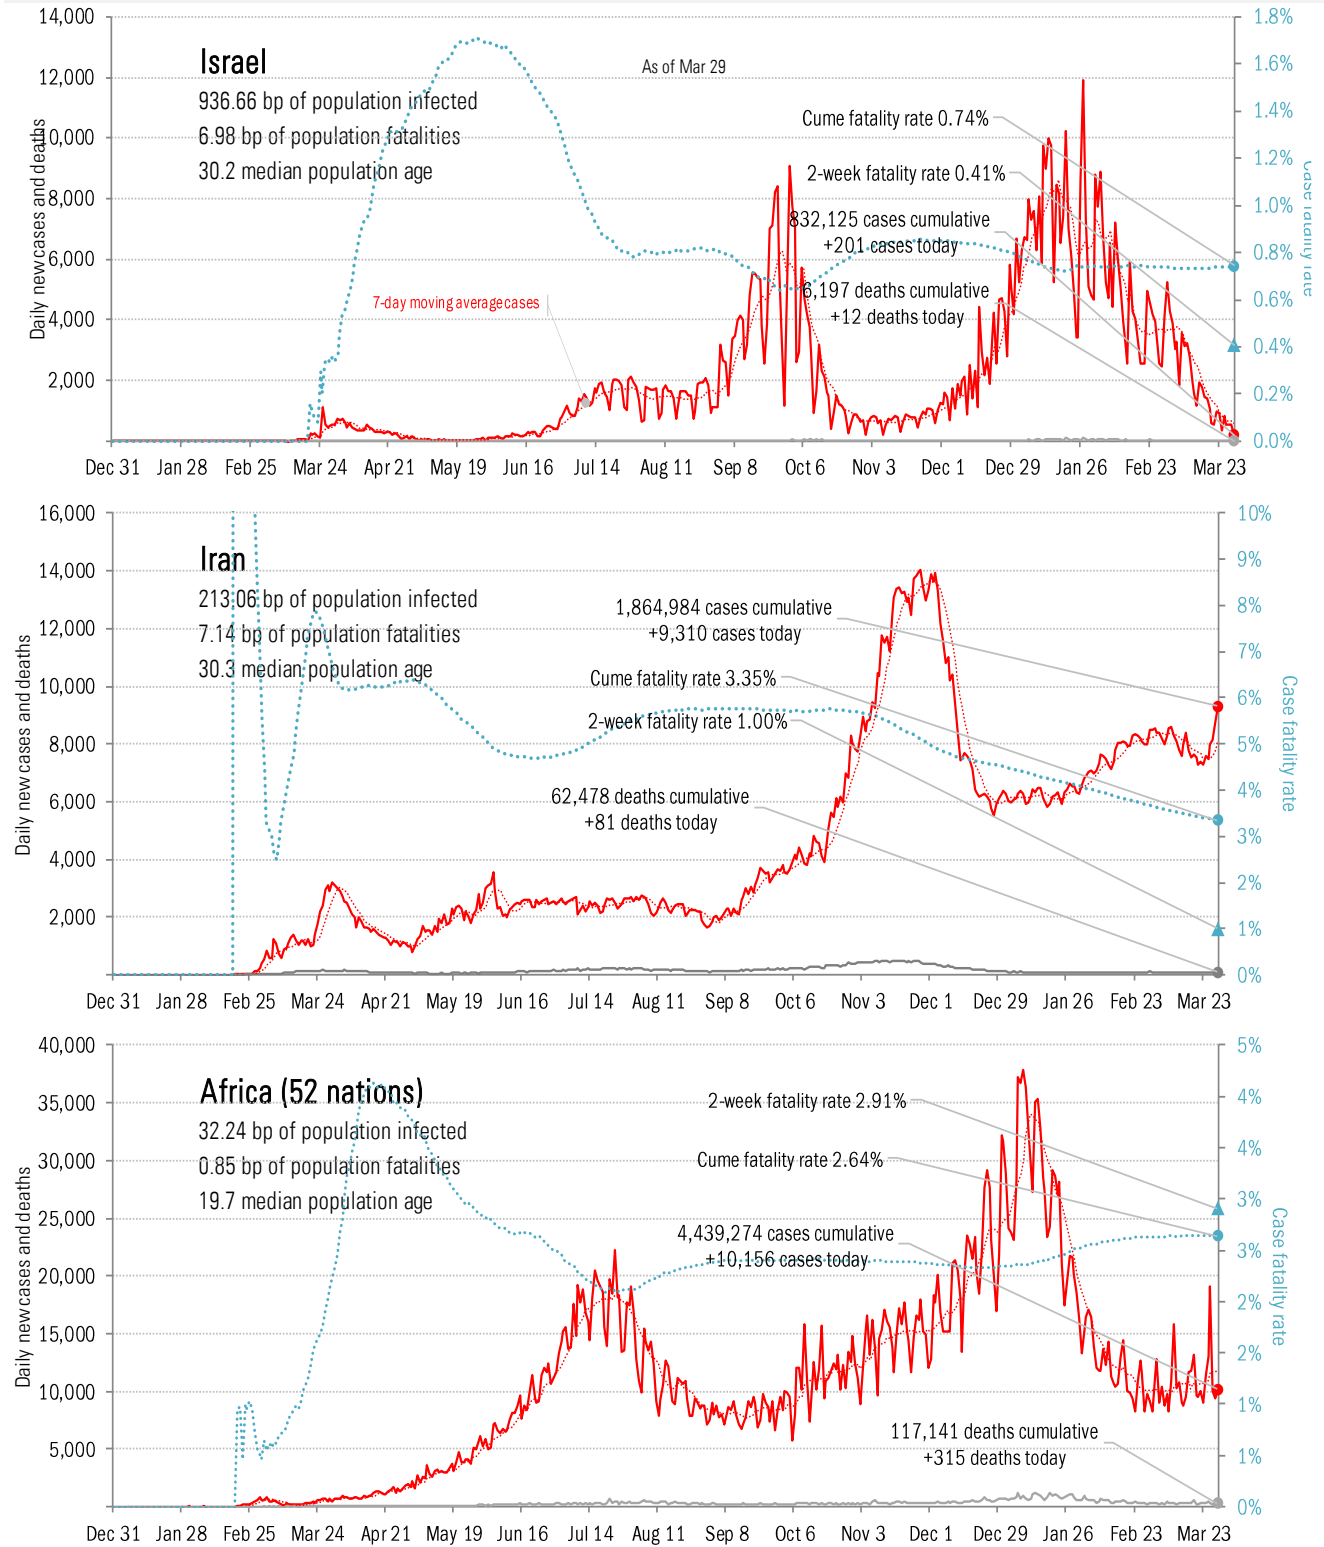 14,000
12,000
10,000
8,000
6,000
4,000
2,000
Daily new cases and deaths
Israel
936.66 bp of population infected
6.98 bp of population fatalities
30.2 median population age
As of Mar 29
7-day moving average cases
Cume fatality rate 0.74%
2-week fatality rate 0.41%
832,125 cases cumulative
+201 cases today
6,197 deaths cumulative
+12 deaths today
1.8%
1.6%
1.4%
1.2%
1.0%
0.8%
0.6%
0.4%
0.2%
0.0%
Case fatality rate
Dec 31 Jan 28 Feb 25 Mar 24 Apr 21 May 19 Jun 16 Jul 14 Aug 11 Sep 8 Oct 6 Nov 3 Dec 1 Dec 29 Jan 26 Feb 23 Mar 23
16,000
14,000
12,000
10,000
8,000
6,000
4,000
2,000
Daily new cases and deaths
Iran
213.06 bp of population infected
7.14 bp of population fatalities
30.3 median population age
1,864,984 cases cumulative
+9,310 cases today
Cume fatality rate 3.35%
2-week fatality rate 1.00%
62,478 deaths cumulative
+81 deaths today
10%
9%
8%
7%
6%
5%
4%
3%
2%
1%
0%
Case fatality rate
Dec 31 Jan 28 Feb 25 Mar 24 Apr 21 May 19 Jun 16 Jul 14 Aug 11 Sep 8 Oct 6 Nov 3 Dec 1 Dec 29 Jan 26 Feb 23 Mar 23
40,000
35,000
30,000
25,000
20,000
15,000
10,000
5,000
Daily new cases and deaths
Africa (52 nations)
32.24 bp of population infected
0.85 bp of population fatalities
19.7 median population age
2-week fatality rate 2.91%
Cume fatality rate 2.64%
4,439,274 cases cumulative
+10,156 cases today
117,141 deaths cumulative
+315 deaths today
5%
4%
4%
3%
3%
2%
2%
1%
1%
0%
Case fatality rate
Dec 31 Jan 28 Feb 25 Mar 24 Apr 21 May 19 Jun 16 Jul 14 Aug 11 Sep 8 Oct 6 Nov 3 Dec 1 Dec 29 Jan 26 Feb 23 Mar 23